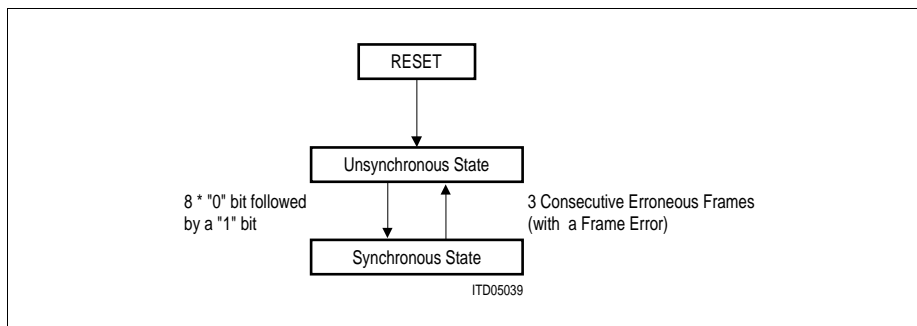 RESET
Unsynchronous State
8 * "0" bit followed
by a "1" bit
3 Consecutive Erroneous Frames
(with a Frame Error)
Synchronous State
ITD05039